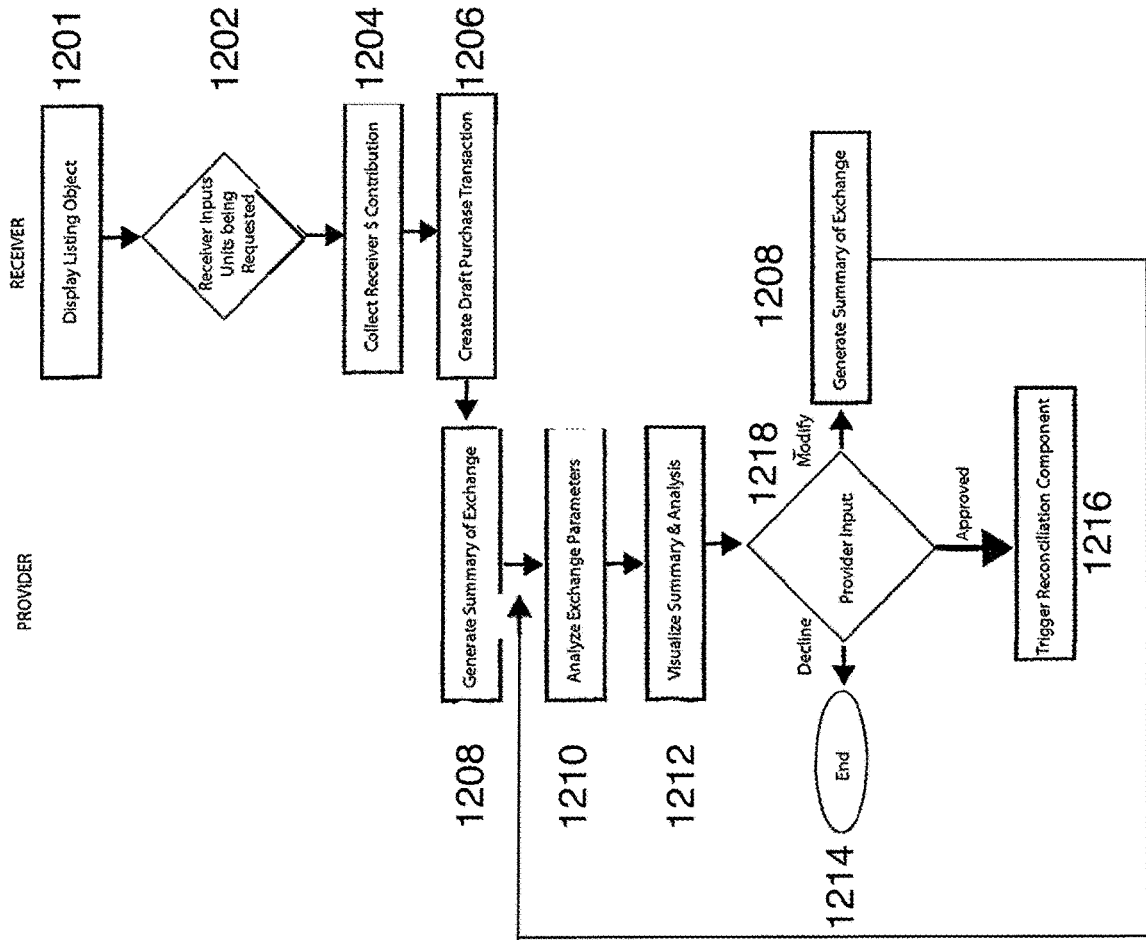 RECEIVER
Display Listing Object
1201
Receiver Inputs
Units being
Requested
1202
Collect Receiver $ Contribution
1204
Create Draft Purchase Transaction
1206
PROVIDER
Generate Summary of Exchange
1208
Analyze Exchange Parameters
1210
Visualize Summary & Analysis
1212
Provider Input:
1218
Decline
Modify
Approved
End
1214
Generate Summary of Exchange
1208
Trigger Reconciliation Component
1216